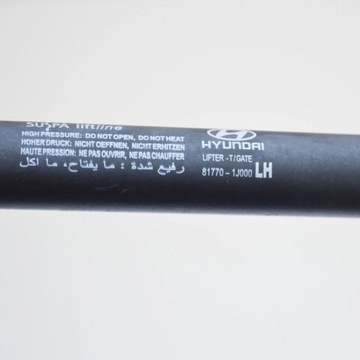 SUSPA liftline
HIGH PRESSURE: DO NOT OPEN, DO NOT HEAT
HOHER DRUCK: NICHT OEFFNEN, NICHT ERHITZEN
HAUTE PRESSION: NE PAS OUVRIR, NE PAS CHAUFFER
رفيع شدة : ما يفتاح، ما اكل
HYUNDAI
LIFTER -T/GATE
81770-1J000 LH